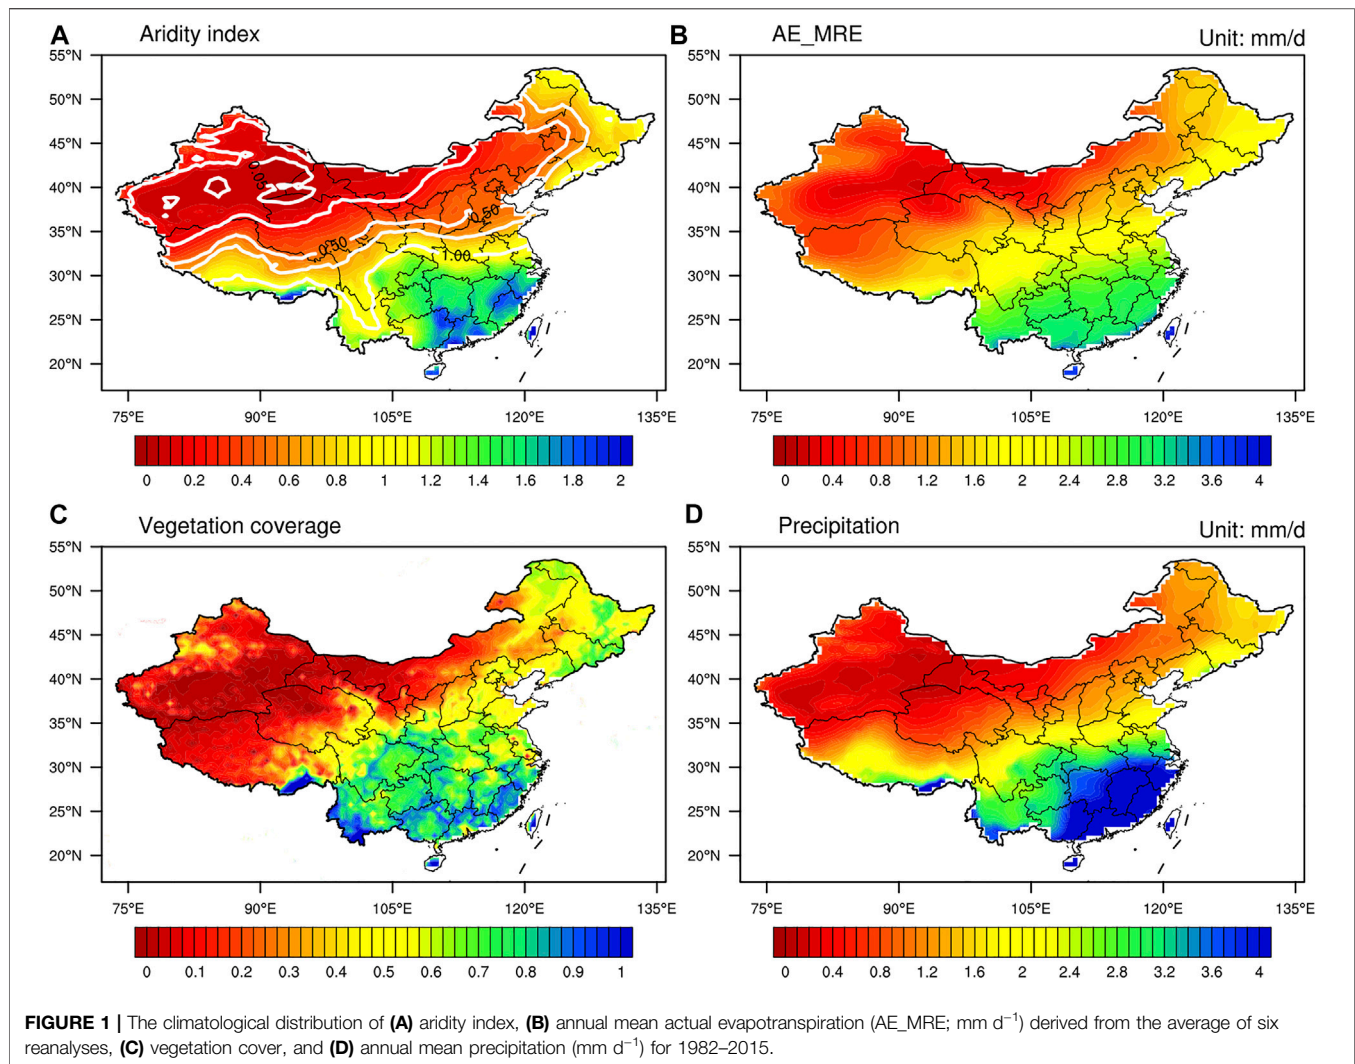 A Aridity index
B AE_MRE Unit: mm/d
55°N
50°N
45°N
40°N
35°N
30°N
25°N
20°N
0.05
0.50
0.50
1.00
75°E 90°E 105°E 120°E 135°E
0 0.2 0.4 0.6 0.8 1 1.2 1.4 1.6 1.8 2
55°N
50°N
45°N
40°N
35°N
30°N
25°N
20°N
75°E 90°E 105°E 120°E 135°E
0 0.4 0.8 1.2 1.6 2 2.4 2.8 3.2 3.6 4
C Vegetation coverage
55°N
50°N
45°N
40°N
35°N
30°N
25°N
20°N
75°E 90°E 105°E 120°E 135°E
0 0.1 0.2 0.3 0.4 0.5 0.6 0.7 0.8 0.9 1
D Precipitation Unit: mm/d
55°N
50°N
45°N
40°N
35°N
30°N
25°N
20°N
75°E 90°E 105°E 120°E 135°E
0 0.4 0.8 1.2 1.6 2 2.4 2.8 3.2 3.6 4
FIGURE 1 | The climatological distribution of (A) aridity index, (B) annual mean actual evapotranspiration (AE_MRE; mm d⁻¹) derived from the average of six
reanalyses, (C) vegetation cover, and (D) annual mean precipitation (mm d⁻¹) for 1982–2015.